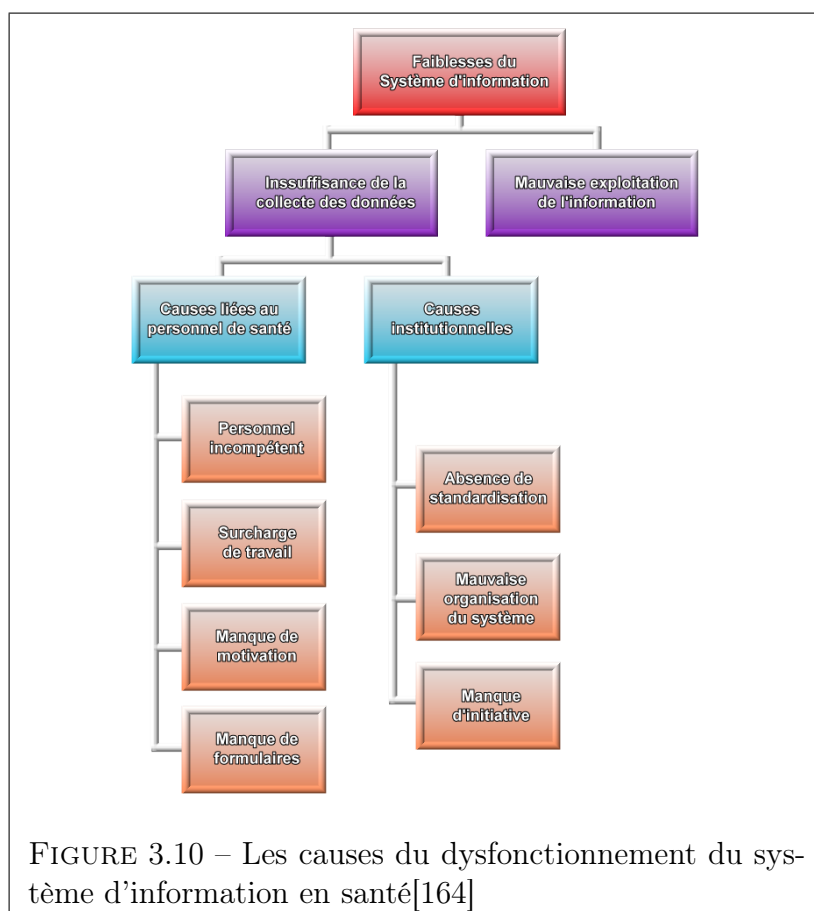 Faiblesses du
Système d'information
Inssuffisance de la
collecte des données
Mauvaise exploitation
de l'information
Causes liées au
personnel de santé
Causes
institutionnelles
Personnel
incompétent
Surcharge
de travail
Manque de
motivation
Manque de
formulaires
Absence de
standardisation
Mauvaise
organisation
du système
Manque
d'initiative
FIGURE 3.10 – Les causes du dysfonctionnement du sys-
tème d'information en santé[164]